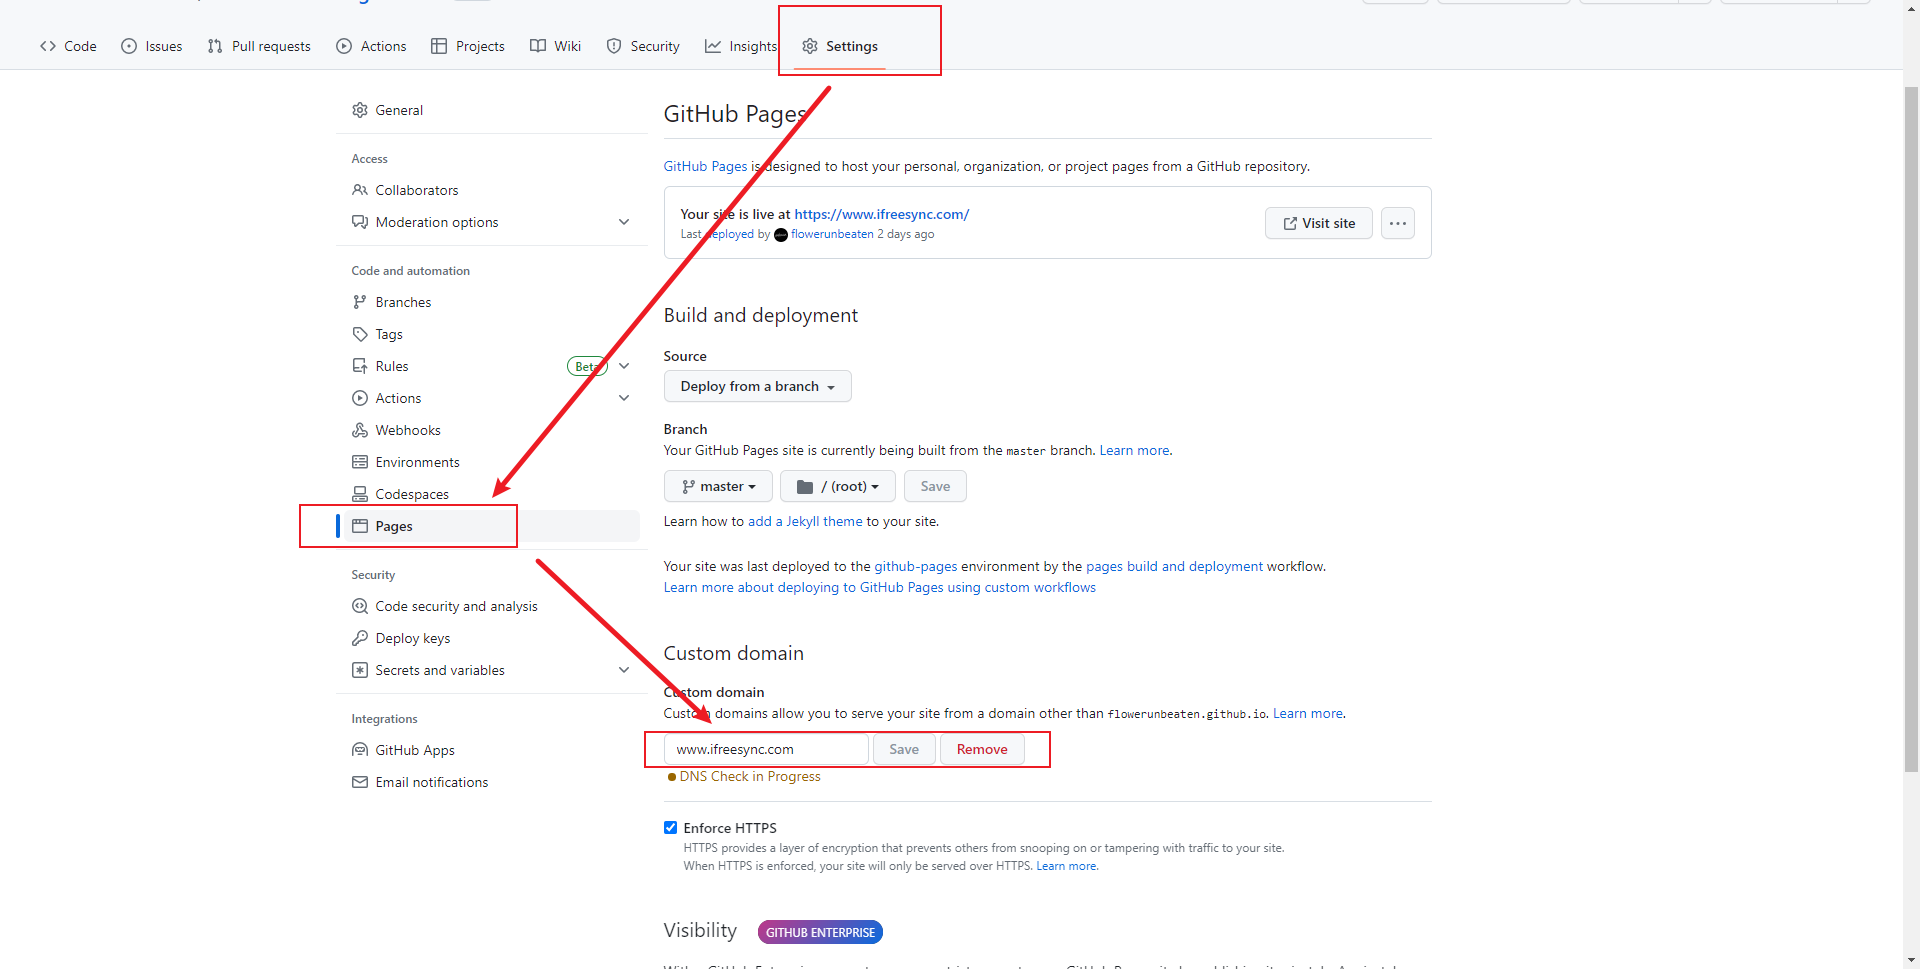 Code Issues Pull requests Actions Projects Wiki Security Insights Settings
General
Access
Collaborators
Moderation options
Code and automation
Branches
Tags
Rules Beta
Actions
Webhooks
Environments
Codespaces
Pages
Security
Code security and analysis
Deploy keys
Secrets and variables
Integrations
GitHub Apps
Email notifications
GitHub Pages
GitHub Pages is designed to host your personal, organization, or project pages from a GitHub repository.
Your site is live at https://www.ifreesync.com/
Last deployed by flowerunbeaten 2 days ago
Visit site
Build and deployment
Source
Deploy from a branch
Branch
Your GitHub Pages site is currently being built from the master branch. Learn more.
master / (root) Save
Learn how to add a Jekyll theme to your site.
Your site was last deployed to the github-pages environment by the pages build and deployment workflow.
Learn more about deploying to GitHub Pages using custom workflows
Custom domain
Custom domain
Custom domains allow you to serve your site from a domain other than flowerunbeaten.github.io. Learn more.
www.ifreesync.com Save Remove
DNS Check in Progress
Enforce HTTPS
HTTPS provides a layer of encryption that prevents others from snooping on or tampering with traffic to your site.
When HTTPS is enforced, your site will only be served over HTTPS. Learn more.
Visibility GITHUB ENTERPRISE